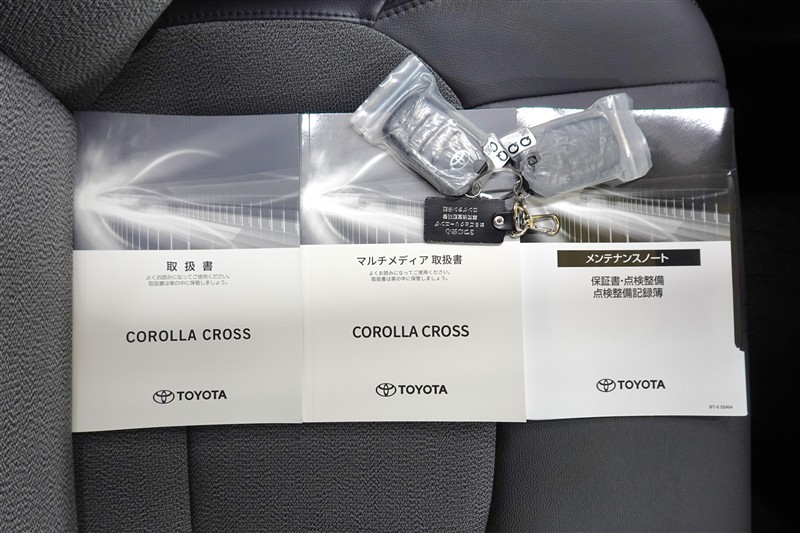 取扱書
よくお読みになってご使用ください。
取扱書は車の中に保管しましょう。
COROLLA CROSS
TOYOTA
マルチメディア 取扱書
よくお読みになってご使用ください。
取扱書は車の中に保管しましょう。
COROLLA CROSS
TOYOTA
メンテナンスノート
保証書・点検整備
点検整備記録簿
TOYOTA